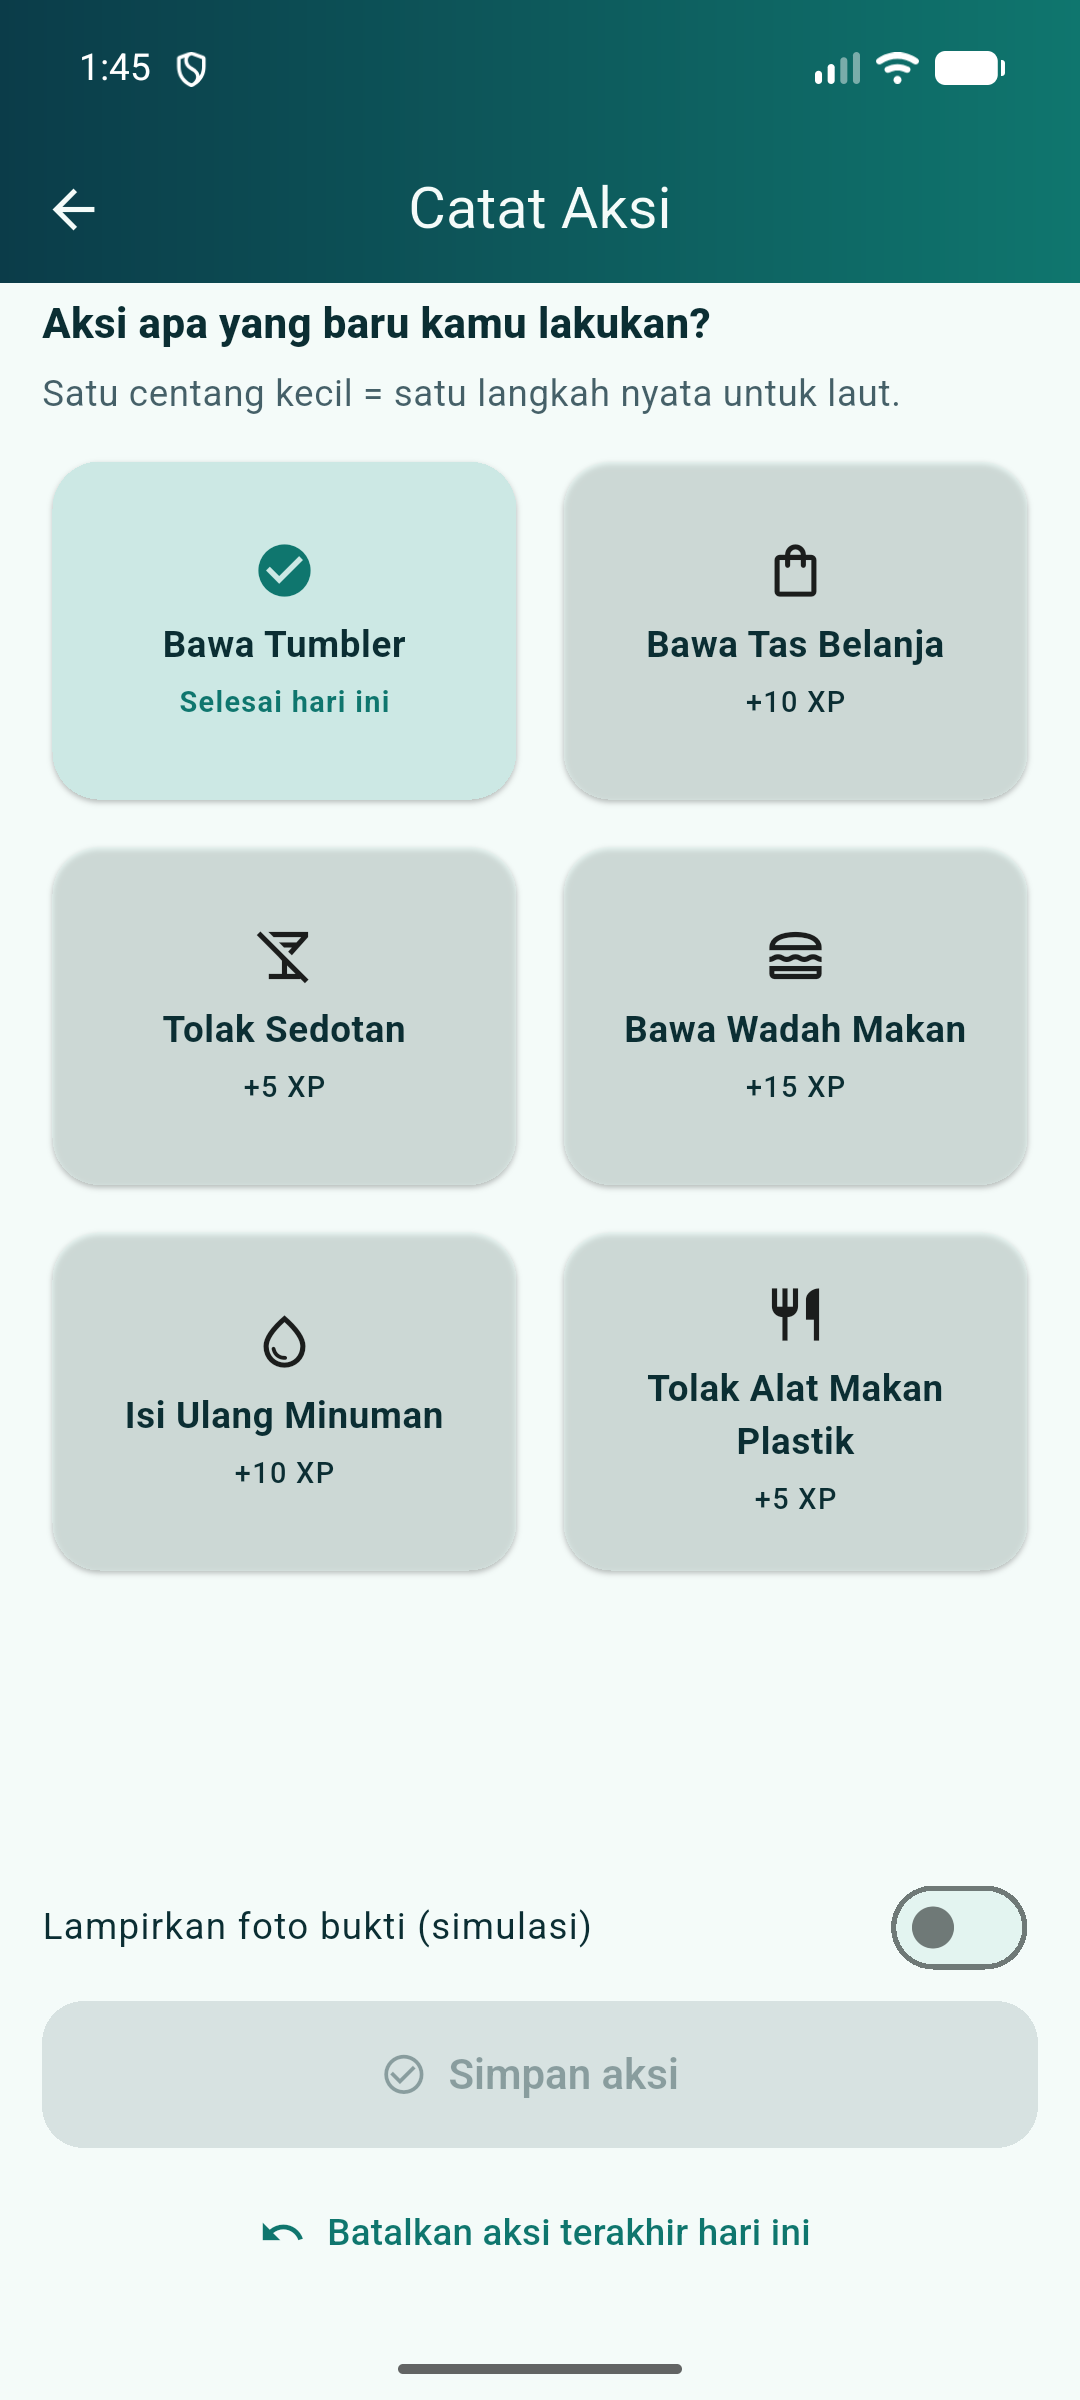 1:45
Catat Aksi
Aksi apa yang baru kamu lakukan?
Satu centang kecil = satu langkah nyata untuk laut.
Bawa Tumbler
Selesai hari ini
Bawa Tas Belanja
+10 XP
Tolak Sedotan
+5 XP
Bawa Wadah Makan
+15 XP
Isi Ulang Minuman
+10 XP
Tolak Alat Makan
Plastik
+5 XP
Lampirkan foto bukti (simulasi)
Simpan aksi
Batalkan aksi terakhir hari ini